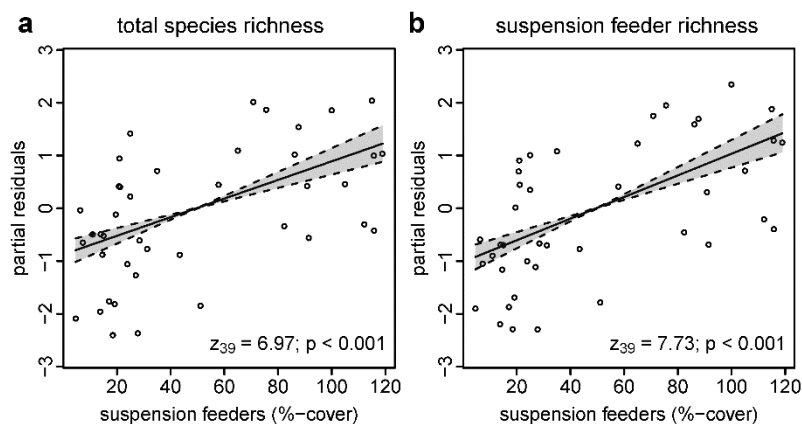 a total species richness
b suspension feeder richness
partial residuals
3
2
1
0
−1
−2
−3
20 40 60 80 100 120
suspension feeders (%-cover)
z39 = 6.97; p < 0.001
partial residuals
3
2
1
0
−1
−2
−3
20 40 60 80 100 120
suspension feeders (%-cover)
z39 = 7.73; p < 0.001